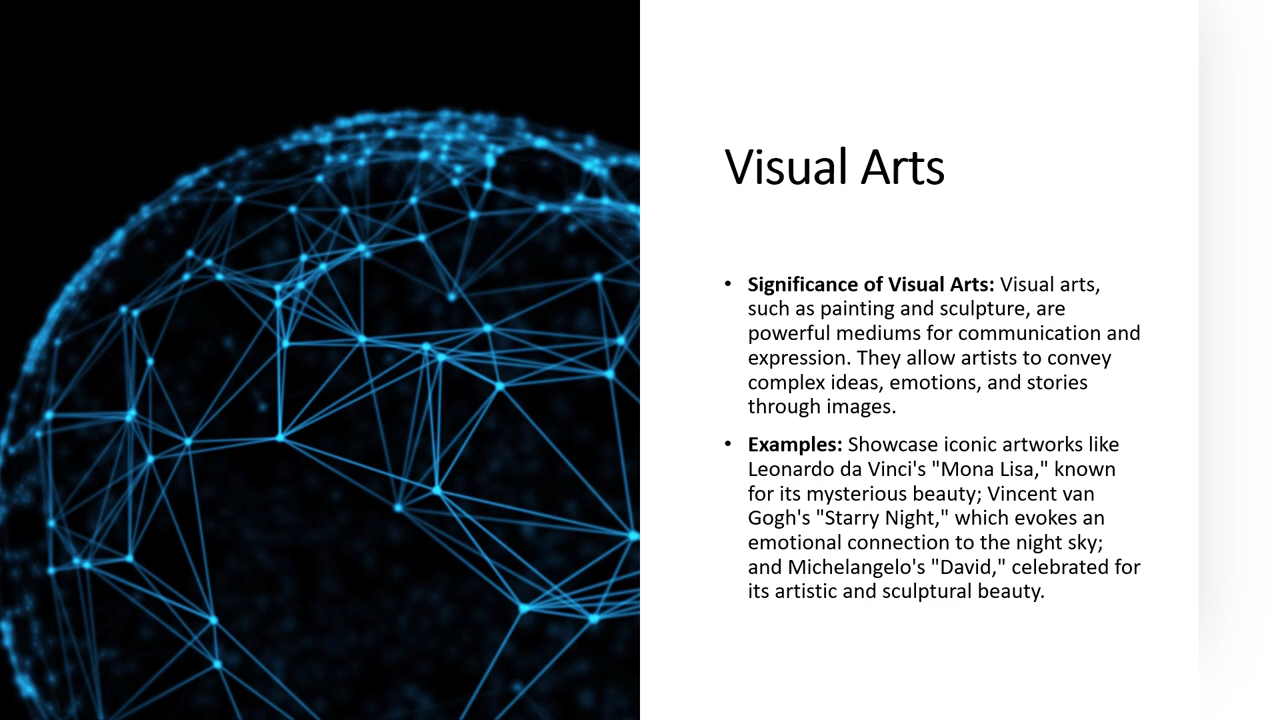 Visual Arts
• Significance of Visual Arts: Visual arts,
such as painting and sculpture, are
powerful mediums for communication and
expression. They allow artists to convey
complex ideas, emotions, and stories
through images.
• Examples: Showcase iconic artworks like
Leonardo da Vinci's "Mona Lisa," known
for its mysterious beauty; Vincent van
Gogh's "Starry Night," which evokes an
emotional connection to the night sky;
and Michelangelo's "David," celebrated for
its artistic and sculptural beauty.